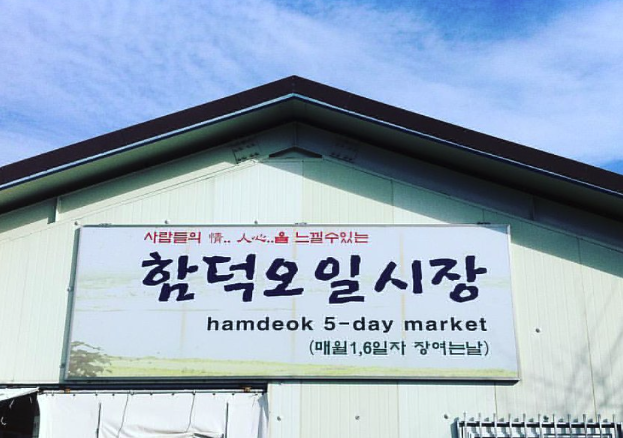 사람들의 情.. 人心..을 느낄수있는
함덕오일시장
hamdeok 5-day market
(매월1,6일자 장여는날)